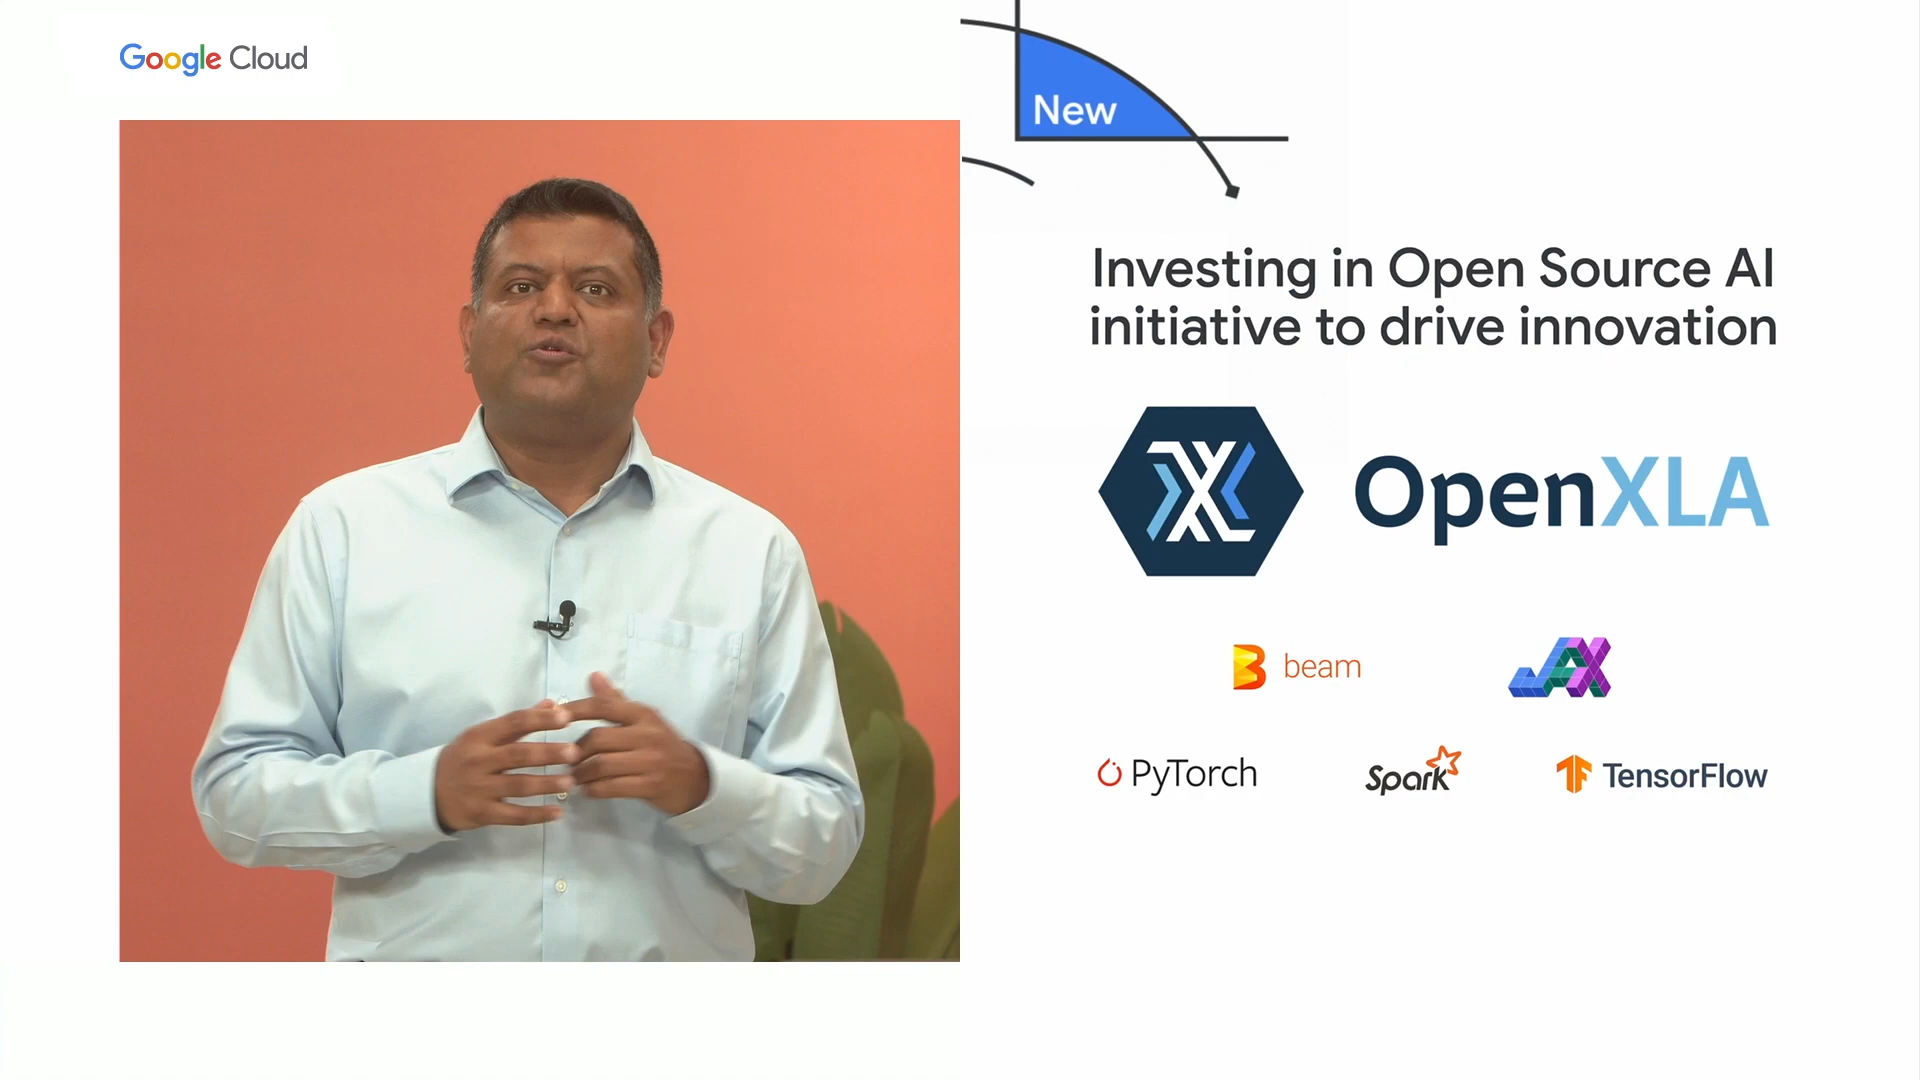 Google Cloud
New
Investing in Open Source AI
initiative to drive innovation
OpenXLA
beam
JAX
PyTorch
Spark
TensorFlow